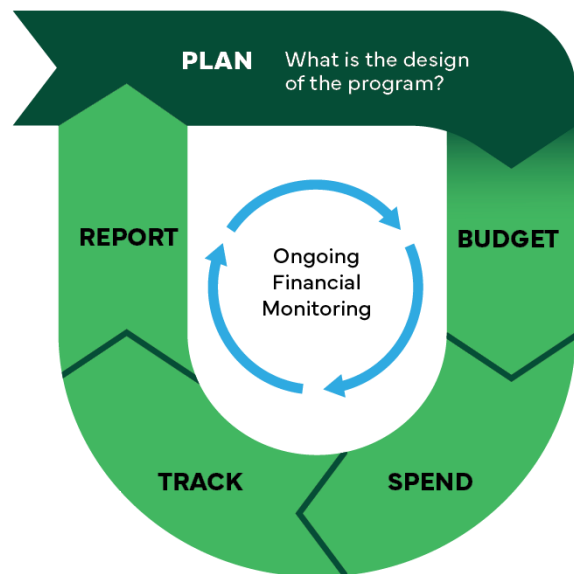 PLAN What is the design
of the program?
REPORT
BUDGET
Ongoing
Financial
Monitoring
TRACK
SPEND